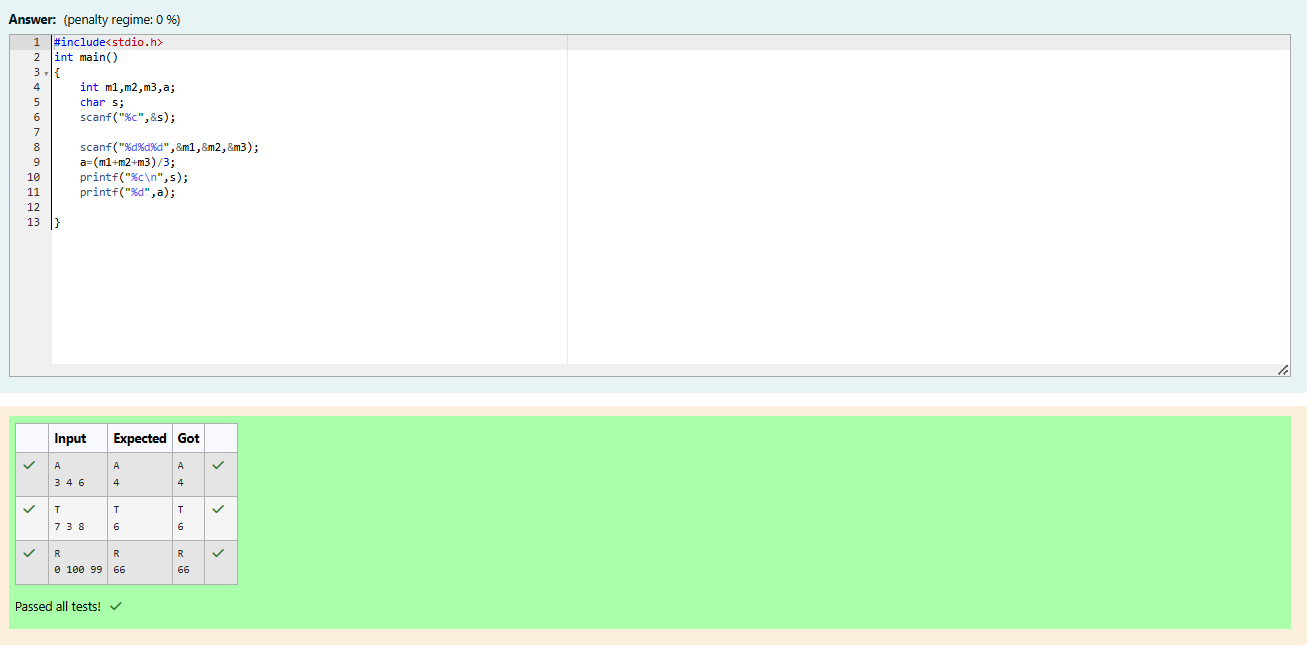 Answer: (penalty regime: 0 %)
1 #include<stdio.h>
2 int main()
3 {
4 int m1,m2,m3,a;
5 char s;
6 scanf("%c",&s);
7
8 scanf("%d%d%d",&m1,&m2,&m3);
9 a=(m1+m2+m3)/3;
10 printf("%c\n",s);
11 printf("%d",a);
12
13 }
Input Expected Got
A A A
3 4 6 4 4
T T T
7 3 8 6 6
R R R
0 100 99 66 66
Passed all tests!